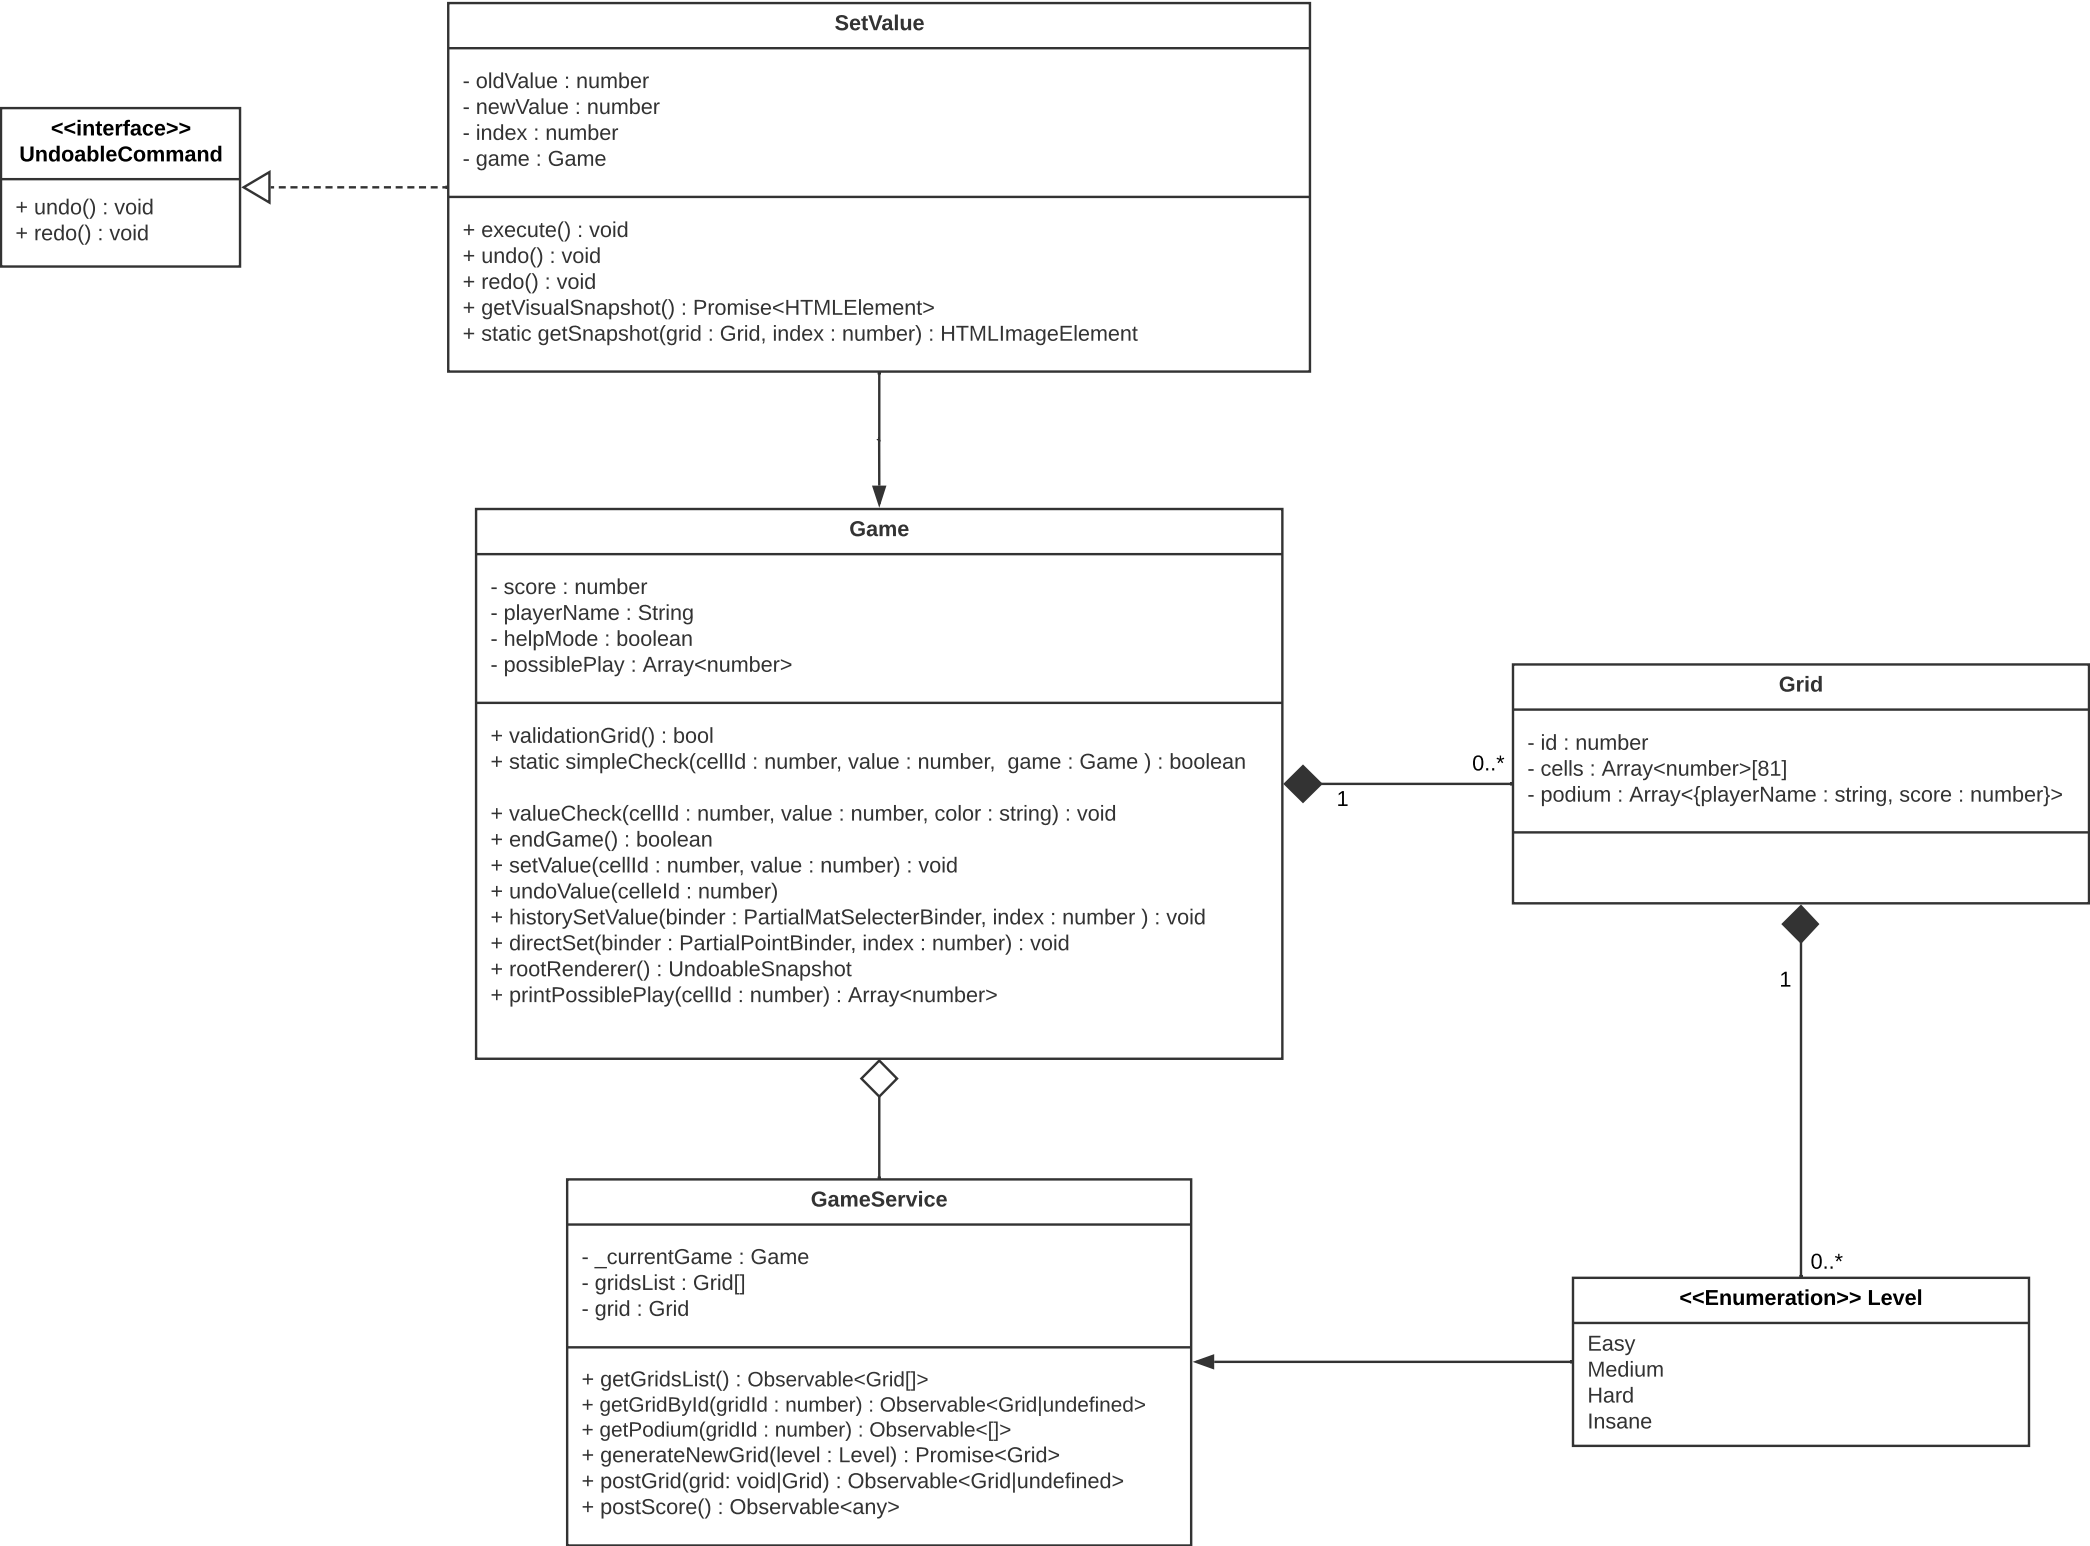 SetValue
- oldValue : number
- newValue : number
- index : number
- game : Game
+ execute() : void
+ undo() : void
+ redo() : void
+ getVisualSnapshot() : Promise<HTMLElement>
+ static getSnapshot(grid : Grid, index : number) : HTMLImageElement
<<interface>>
UndoableCommand
+ undo() : void
+ redo() : void
Game
- score : number
- playerName : String
- helpMode : boolean
- possiblePlay : Array<number>
+ validationGrid() : bool
+ static simpleCheck(cellId : number, value : number,  game : Game ) : boolean
+ valueCheck(cellId : number, value : number, color : string) : void
+ endGame() : boolean
+ setValue(cellId : number, value : number) : void
+ undoValue(celleId : number)
+ historySetValue(binder : PartialMatSelecterBinder, index : number ) : void
+ directSet(binder : PartialPointBinder, index : number) : void
+ rootRenderer() : UndoableSnapshot
+ printPossiblePlay(cellId : number) : Array<number>
1
0..*
Grid
- id : number
- cells : Array<number>[81]
- podium : Array<{playerName : string, score : number}>
1
0..*
GameService
- _currentGame : Game
- gridsList : Grid[]
- grid : Grid
+ getGridsList() : Observable<Grid[]>
+ getGridById(gridId : number) : Observable<Grid|undefined>
+ getPodium(gridId : number) : Observable<[]>
+ generateNewGrid(level : Level) : Promise<Grid>
+ postGrid(grid: void|Grid) : Observable<Grid|undefined>
+ postScore() : Observable<any>
<<Enumeration>> Level
Easy
Medium
Hard
Insane